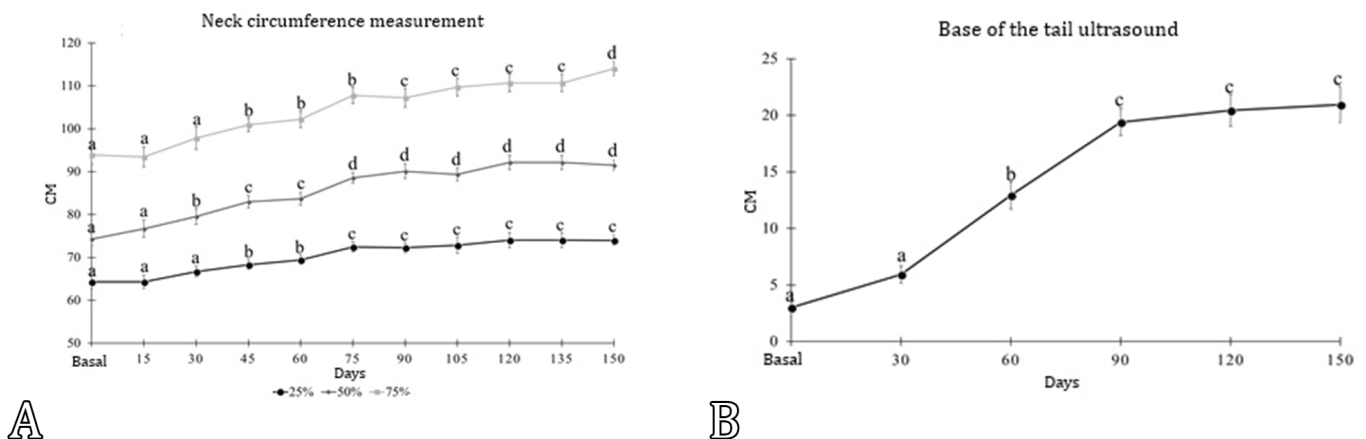 Neck circumference measurement
120
110
100
90
80
70
60
50
CM
a a a b b b c c c c d
a a b c c d d d d d d
a a a b b c c c c c c
Basal 15 30 45 60 75 90 105 120 135 150
Days
25% 50% 75%
A
Base of the tail ultrasound
25
20
15
10
5
0
CM
a a b c c c
Basal 30 60 90 120 150
Days
B